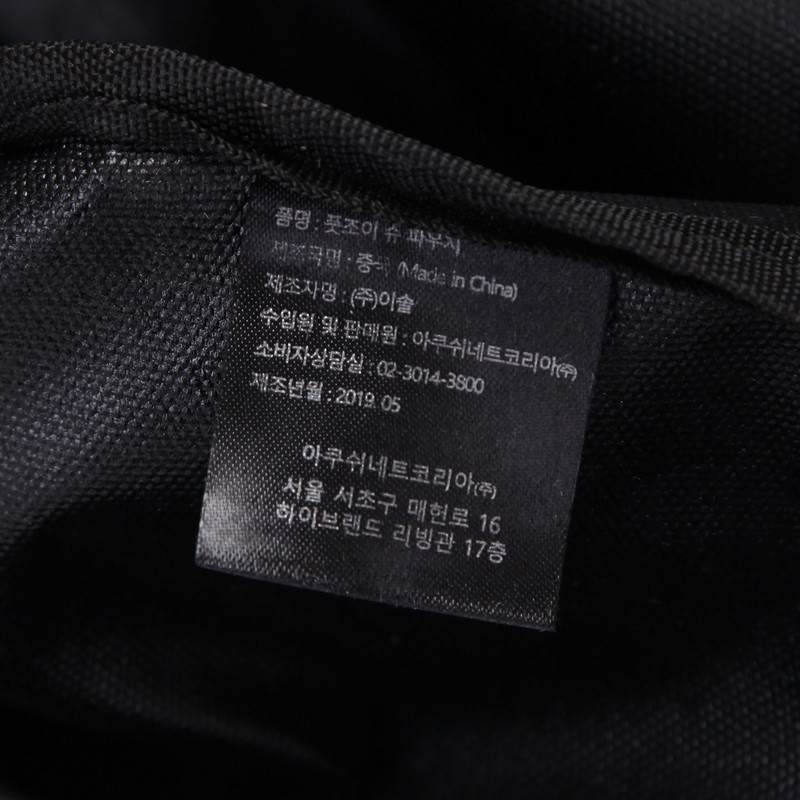 품명 : 풋조이 슈 파우치
제조국명 : 중국 (Made in China)
제조자명 : (주)이솔
수입원 및 판매원 : 아쿠쉬네트코리아(주)
소비자상담실 : 02-3014-3800
제조년월 : 2019. 05
아쿠쉬네트코리아(주)
서울 서초구 매헌로 16
하이브랜드 리빙관 17층